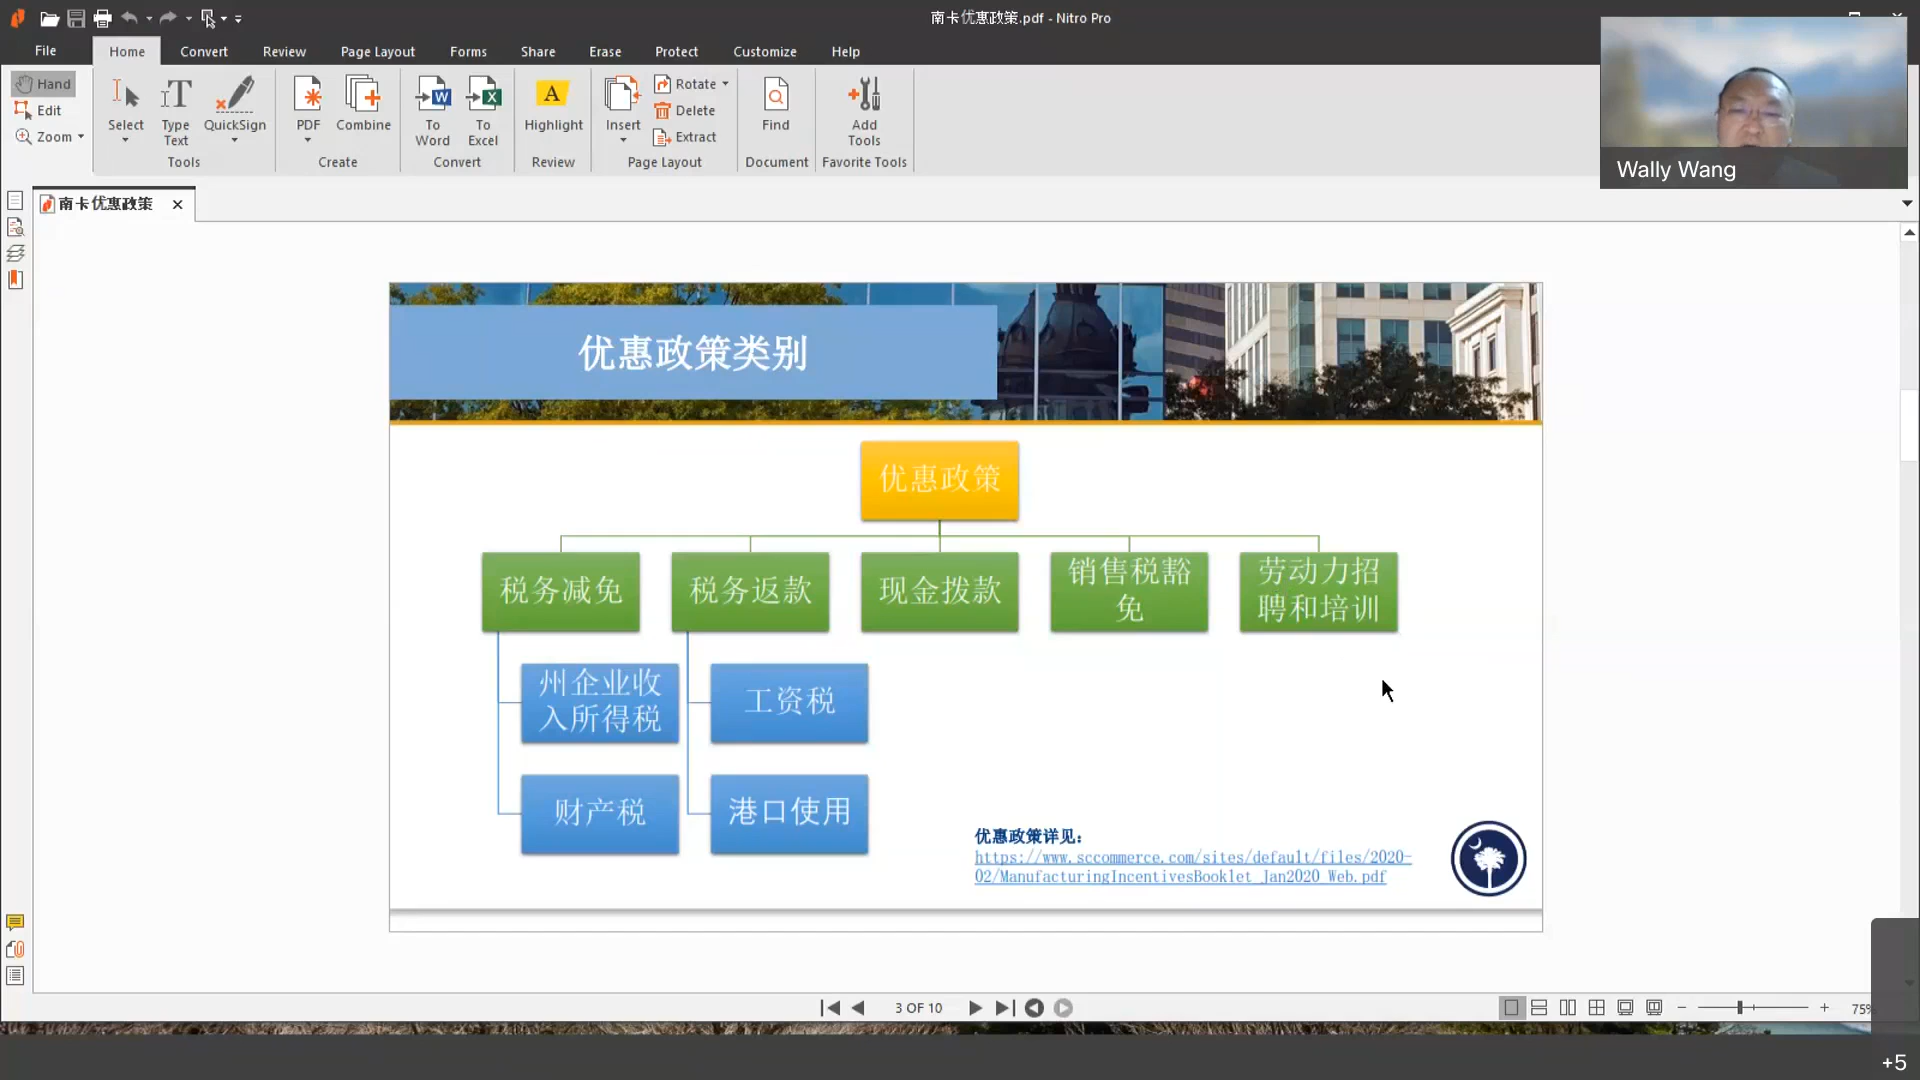 南卡优惠政策.pdf - Nitro Pro
File
Home
Convert
Review
Page Layout
Forms
Share
Erase
Protect
Customize
Help
Hand
Edit
Zoom
Select
Type
Text
QuickSign
Tools
PDF
Combine
Create
To
Word
To
Excel
Convert
Highlight
Review
Insert
Rotate
Delete
Extract
Page Layout
Find
Document
Add
Tools
Favorite Tools
Wally Wang
南卡优惠政策
优惠政策类别
优惠政策
税务减免
税务返款
现金拨款
销售税豁
免
劳动力招
聘和培训
州企业收
入所得税
工资税
财产税
港口使用
优惠政策详见:
https://www.sccommerce.com/sites/default/files/2020-
02/ManufacturingIncentivesBooklet_Jan2020_Web.pdf
3 OF 10
75%
+5